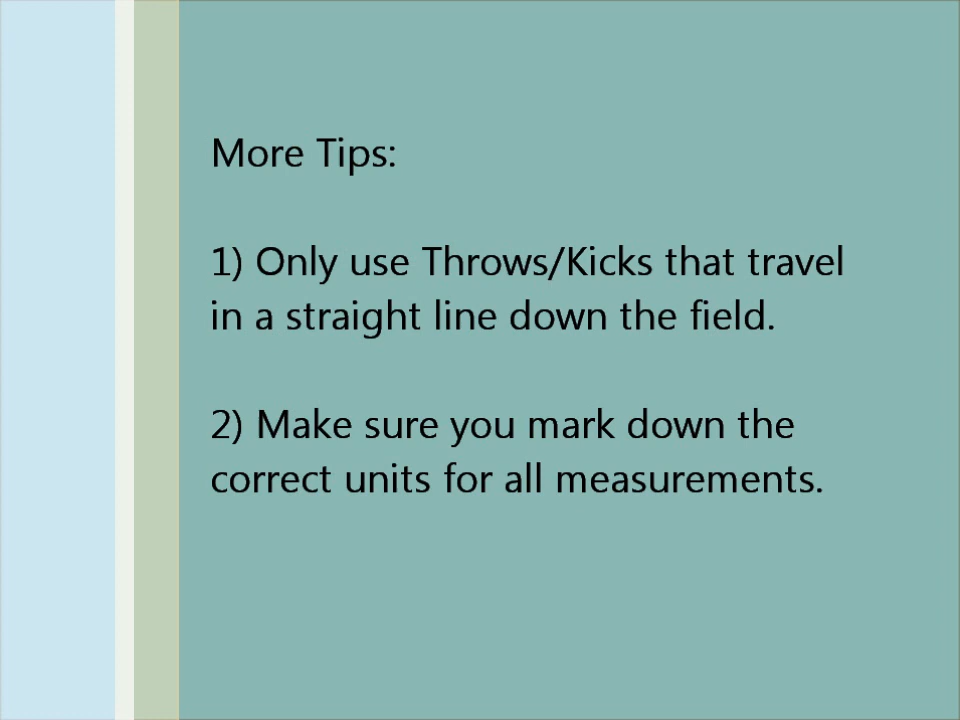 More Tips:
1) Only use Throws/Kicks that travel
in a straight line down the field.
2) Make sure you mark down the
correct units for all measurements.